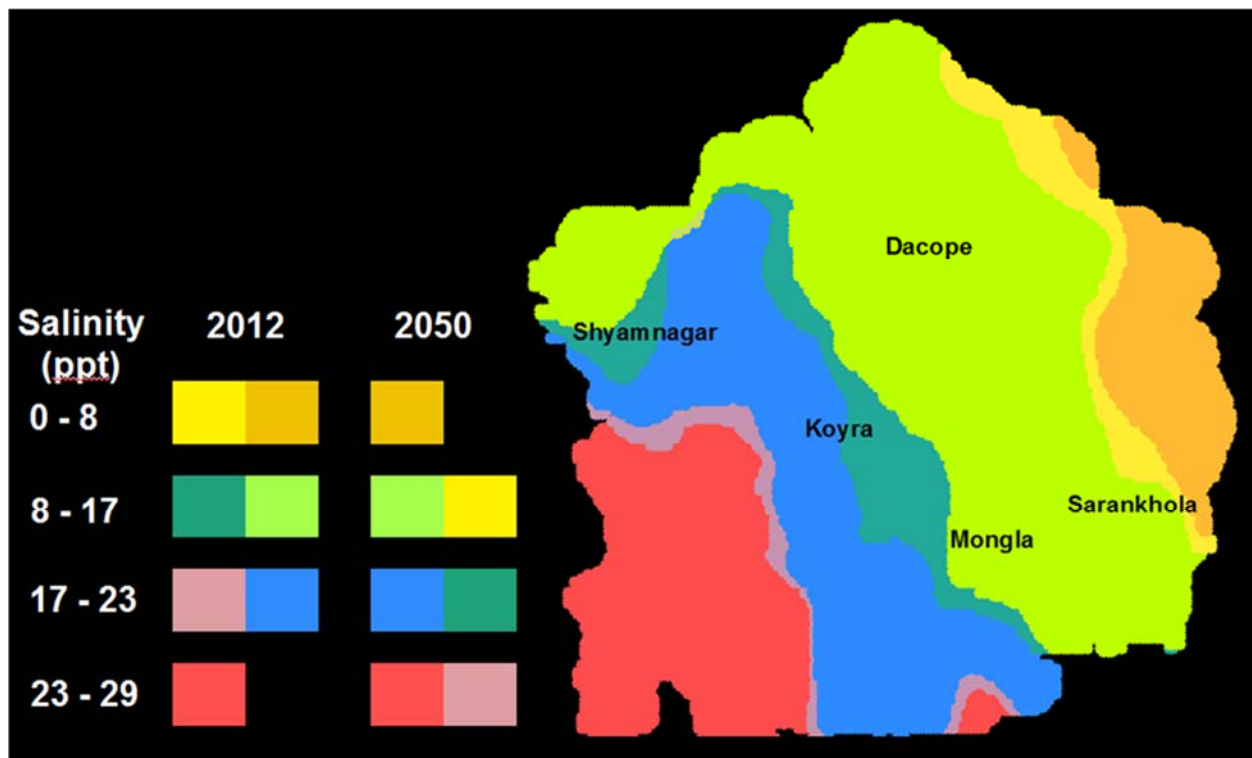 Salinity 2012 2050
(ppt)
0 - 8
8 - 17
17 - 23
23 - 29
Dacope
Shyamnagar
Koyra
Sarankhola
Mongla